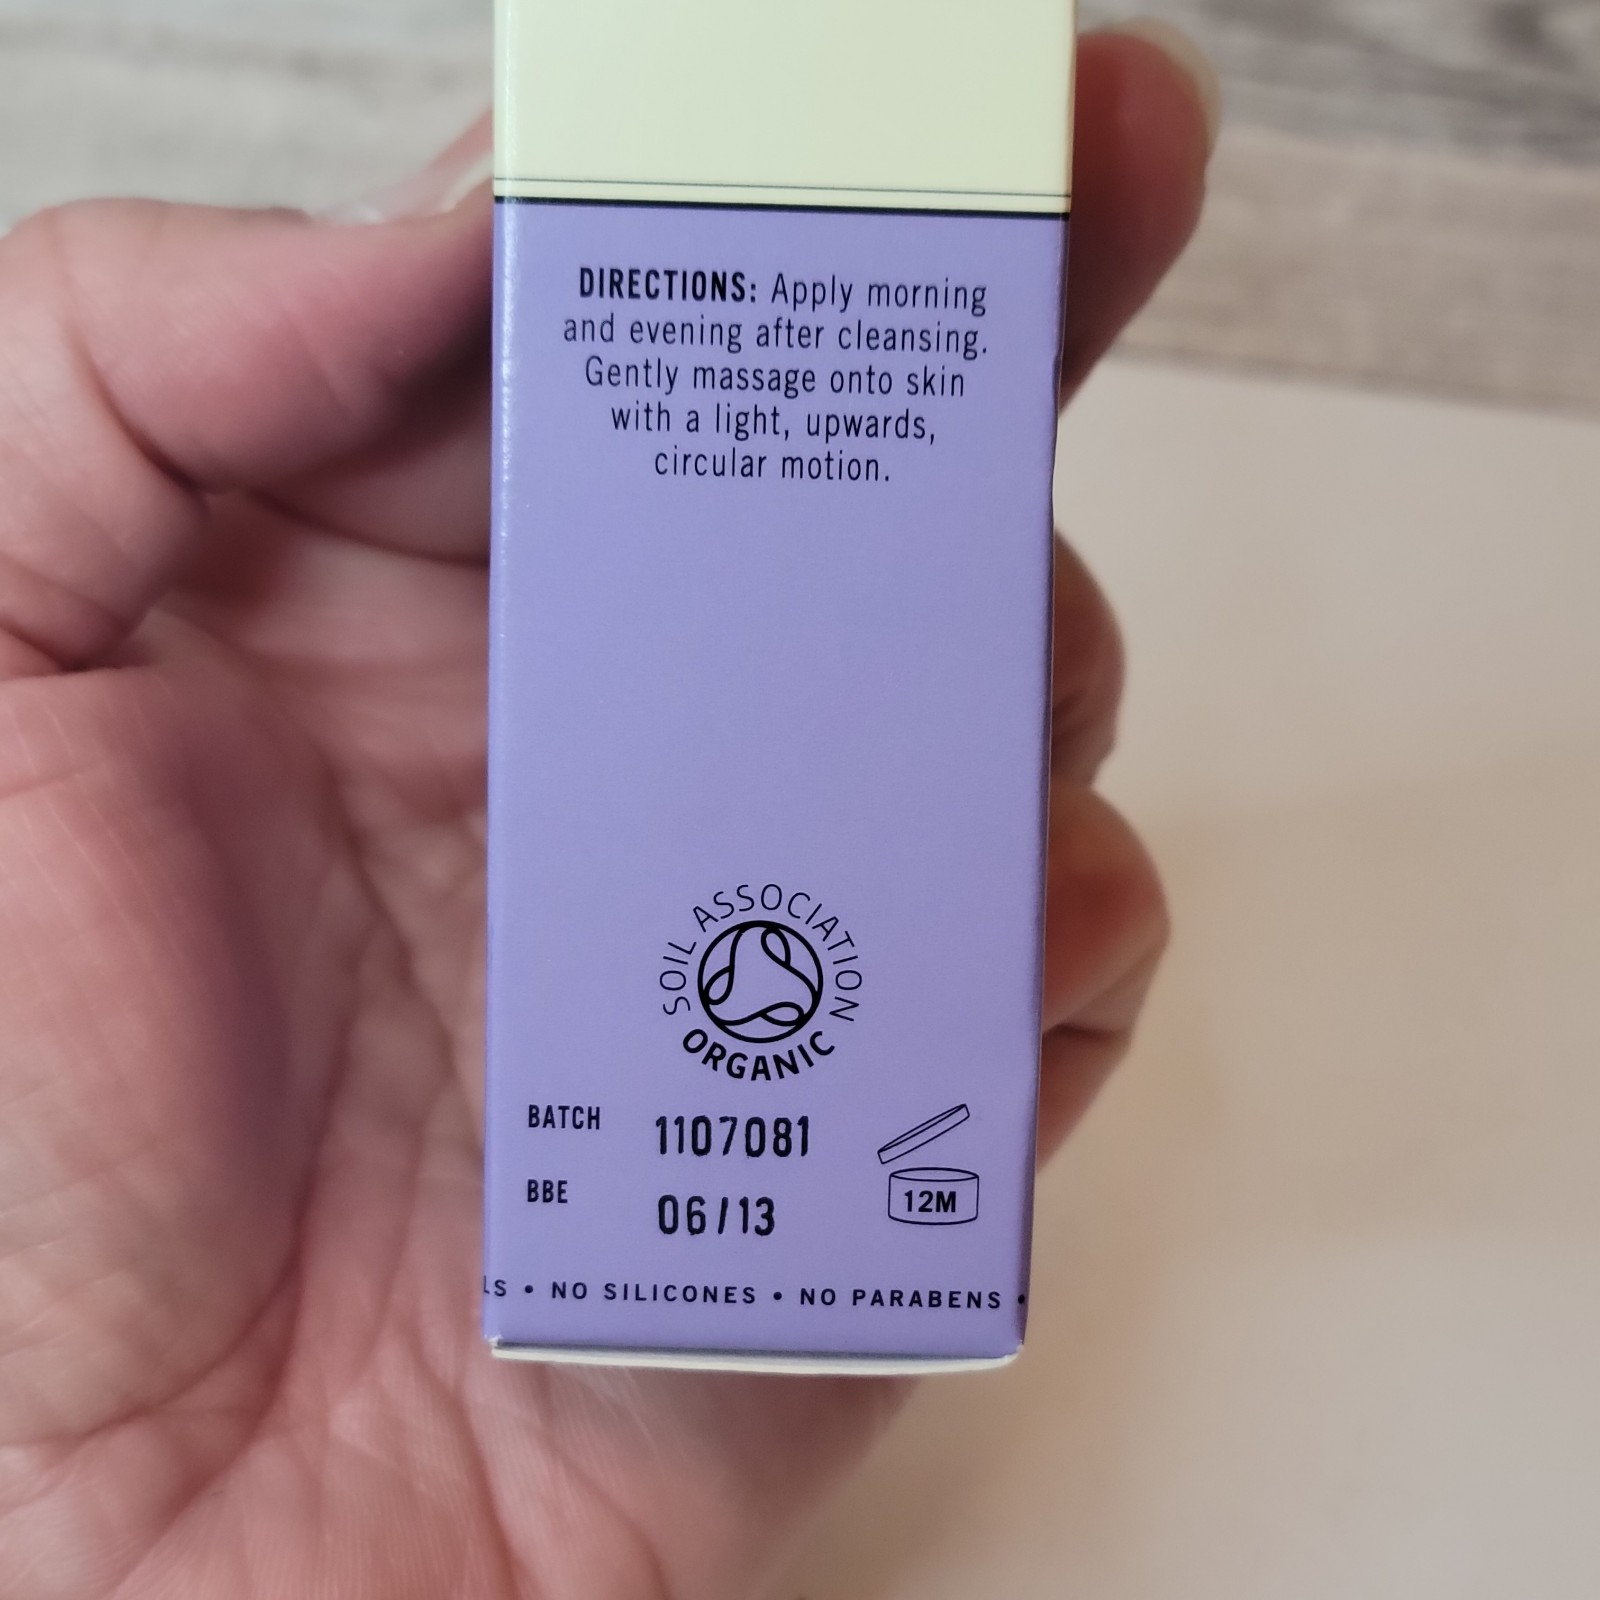 DIRECTIONS: Apply morning
and evening after cleansing.
Gently massage onto skin
with a light, upwards,
circular motion.
SOIL ASSOCIATION
ORGANIC
BATCH 1107081
BBE 06/13
12M
LS • NO SILICONES • NO PARABENS •